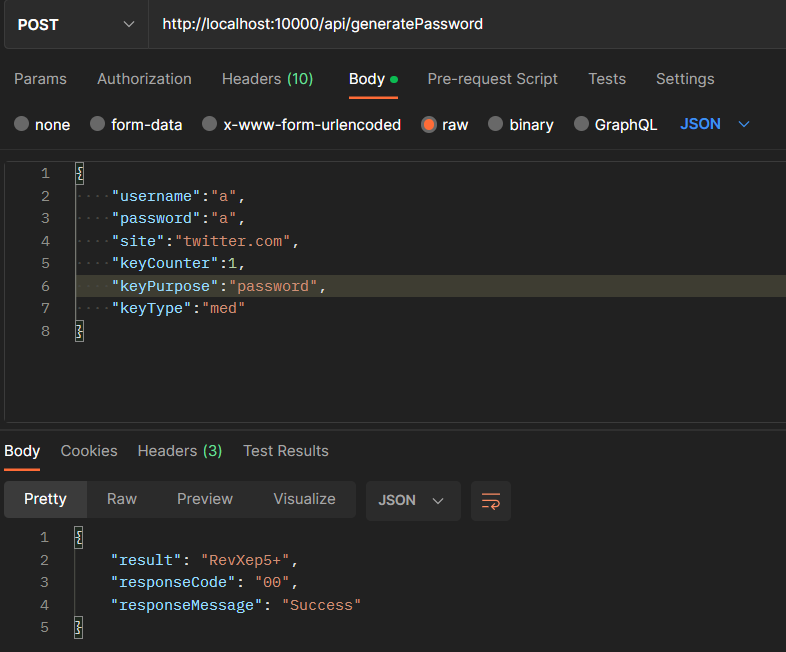 POST http://localhost:10000/api/generatePassword
Params Authorization Headers (10) Body Pre-request Script Tests Settings
none form-data x-www-form-urlencoded raw binary GraphQL JSON
1 {
2 "username":"a",
3 "password":"a",
4 "site":"twitter.com",
5 "keyCounter":1,
6 "keyPurpose":"password",
7 "keyType":"med"
8 }
Body Cookies Headers (3) Test Results
Pretty Raw Preview Visualize JSON
1 {
2 "result": "RevXep5+",
3 "responseCode": "00",
4 "responseMessage": "Success"
5 }